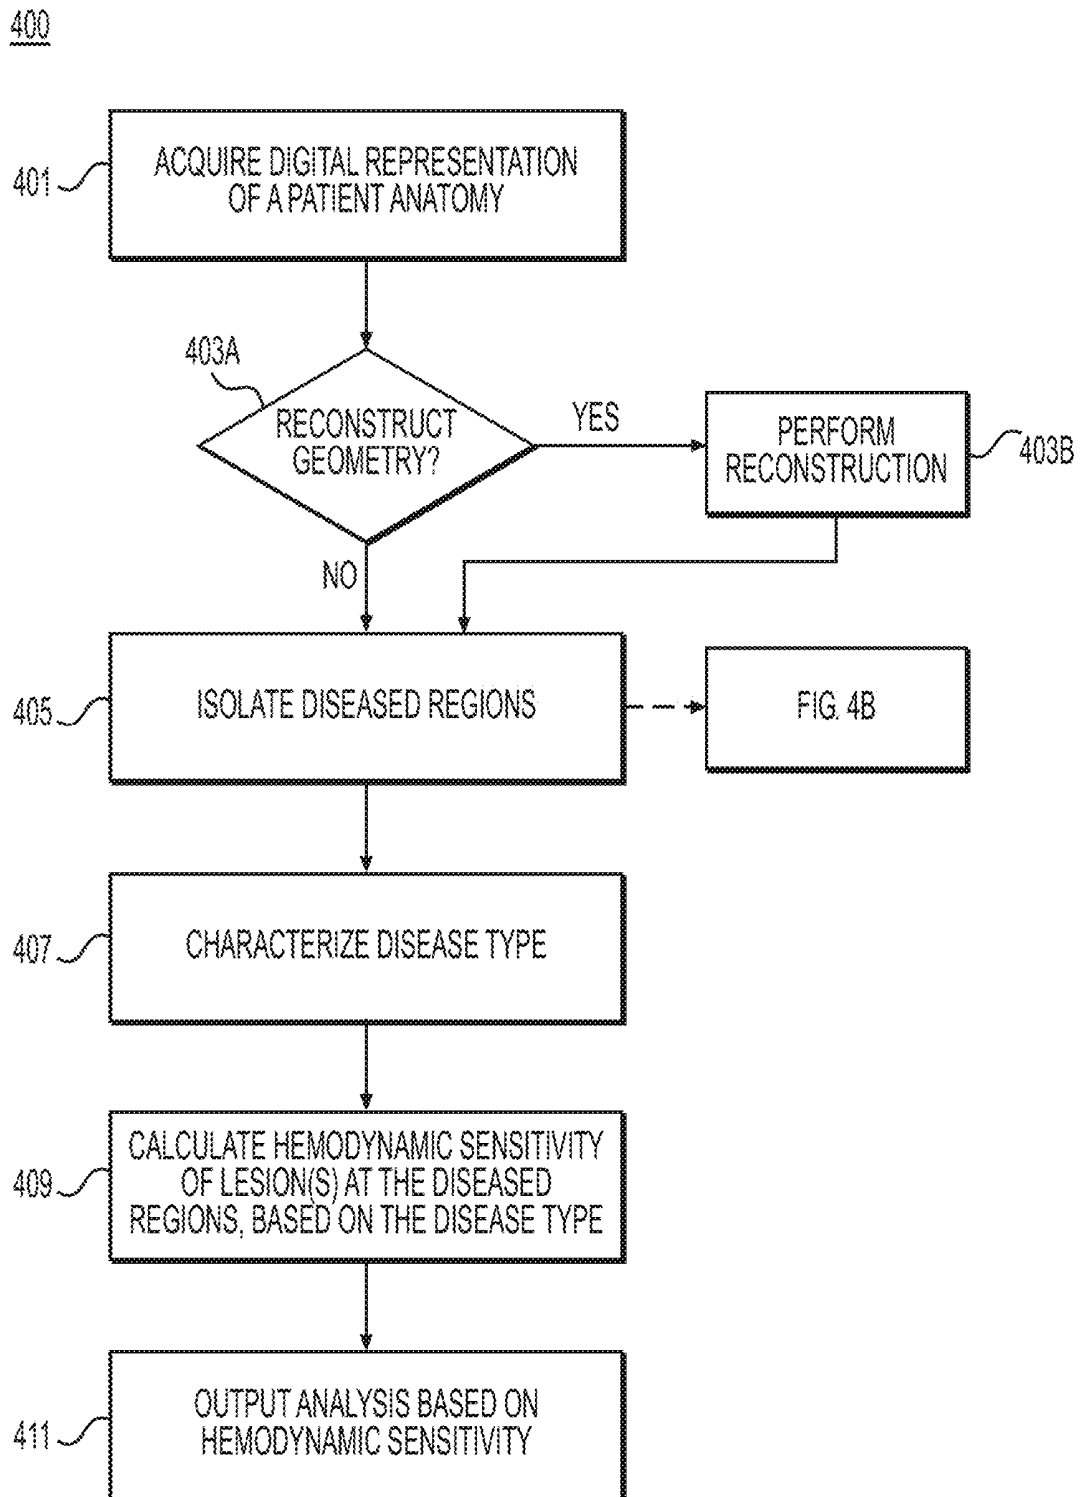 400
401
ACQUIRE DIGITAL REPRESENTATION
OF A PATIENT ANATOMY
403A
RECONSTRUCT
GEOMETRY?
YES
PERFORM
RECONSTRUCTION
403B
NO
405
ISOLATE DISEASED REGIONS
FIG. 4B
407
CHARACTERIZE DISEASE TYPE
409
CALCULATE HEMODYNAMIC SENSITIVITY
OF LESION(S) AT THE DISEASED
REGIONS, BASED ON THE DISEASE TYPE
411
OUTPUT ANALYSIS BASED ON
HEMODYNAMIC SENSITIVITY